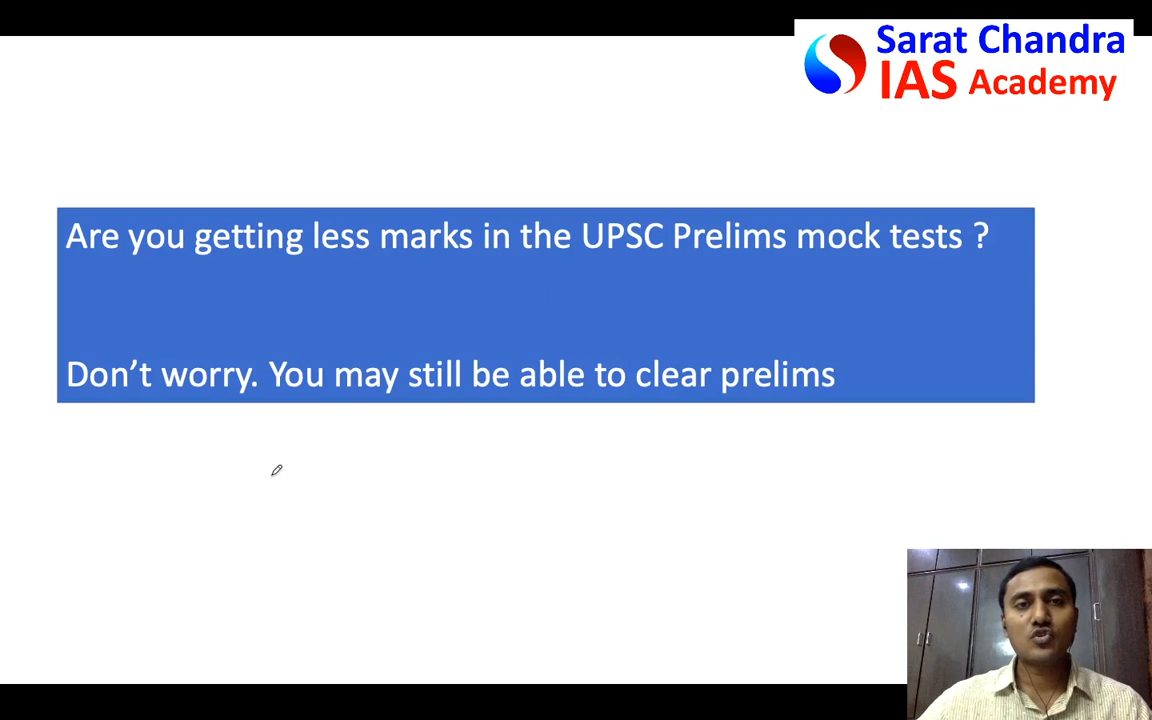 Sarat Chandra
IAS Academy
Are you getting less marks in the UPSC Prelims mock tests ?
Don’t worry. You may still be able to clear prelims